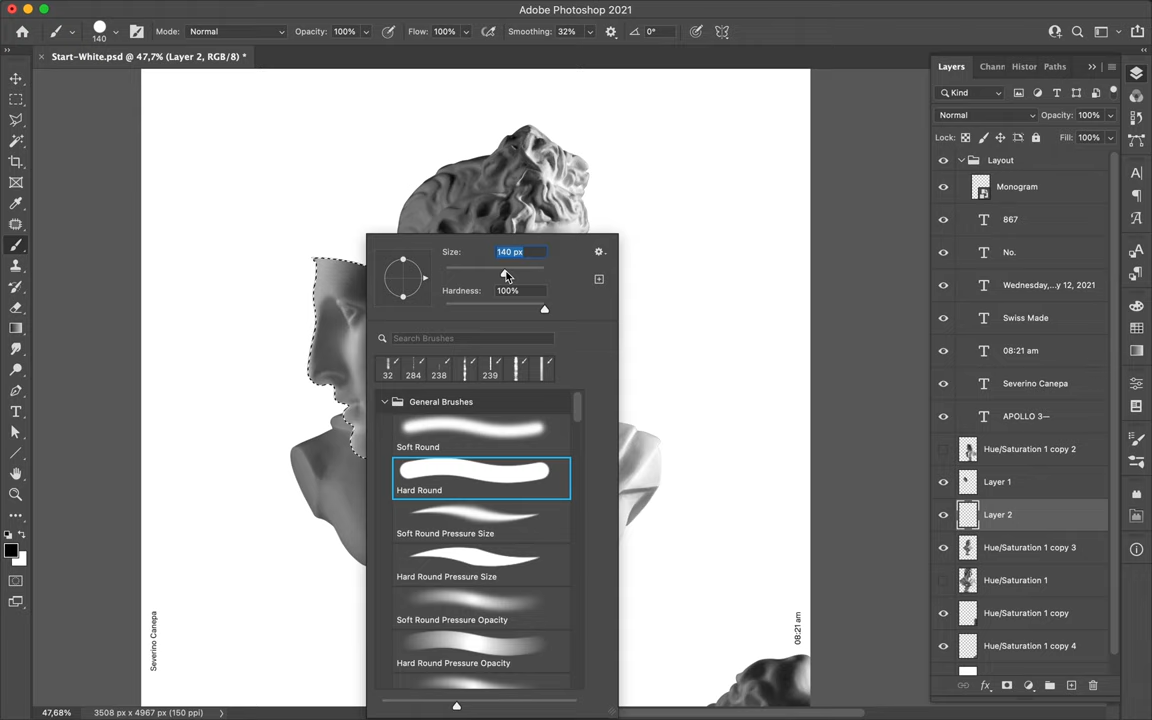 Adobe Photoshop 2021
140
Mode: Normal
Opacity: 100%
Flow: 100%
Smoothing: 32%
0°
Start-White.psd @ 47,7% (Layer 2, RGB/8) *
Layers
Chann
Histor
Paths
Kind
Normal
Opacity: 100%
Lock:
Fill: 100%
Layout
Monogram
867
No.
Wednesday,...y 12, 2021
Swiss Made
08:21 am
Severino Canepa
APOLLO 3—
Hue/Saturation 1 copy 2
Layer 1
Layer 2
Hue/Saturation 1 copy 3
Hue/Saturation 1
Hue/Saturation 1 copy
Hue/Saturation 1 copy 4
Size: 140 px
Hardness: 100%
Search Brushes
32 284 238 239
General Brushes
Soft Round
Hard Round
Soft Round Pressure Size
Hard Round Pressure Size
Soft Round Pressure Opacity
Hard Round Pressure Opacity
Severino Canepa
08:21 am
47,68%
3508 px x 4967 px (150 ppi)